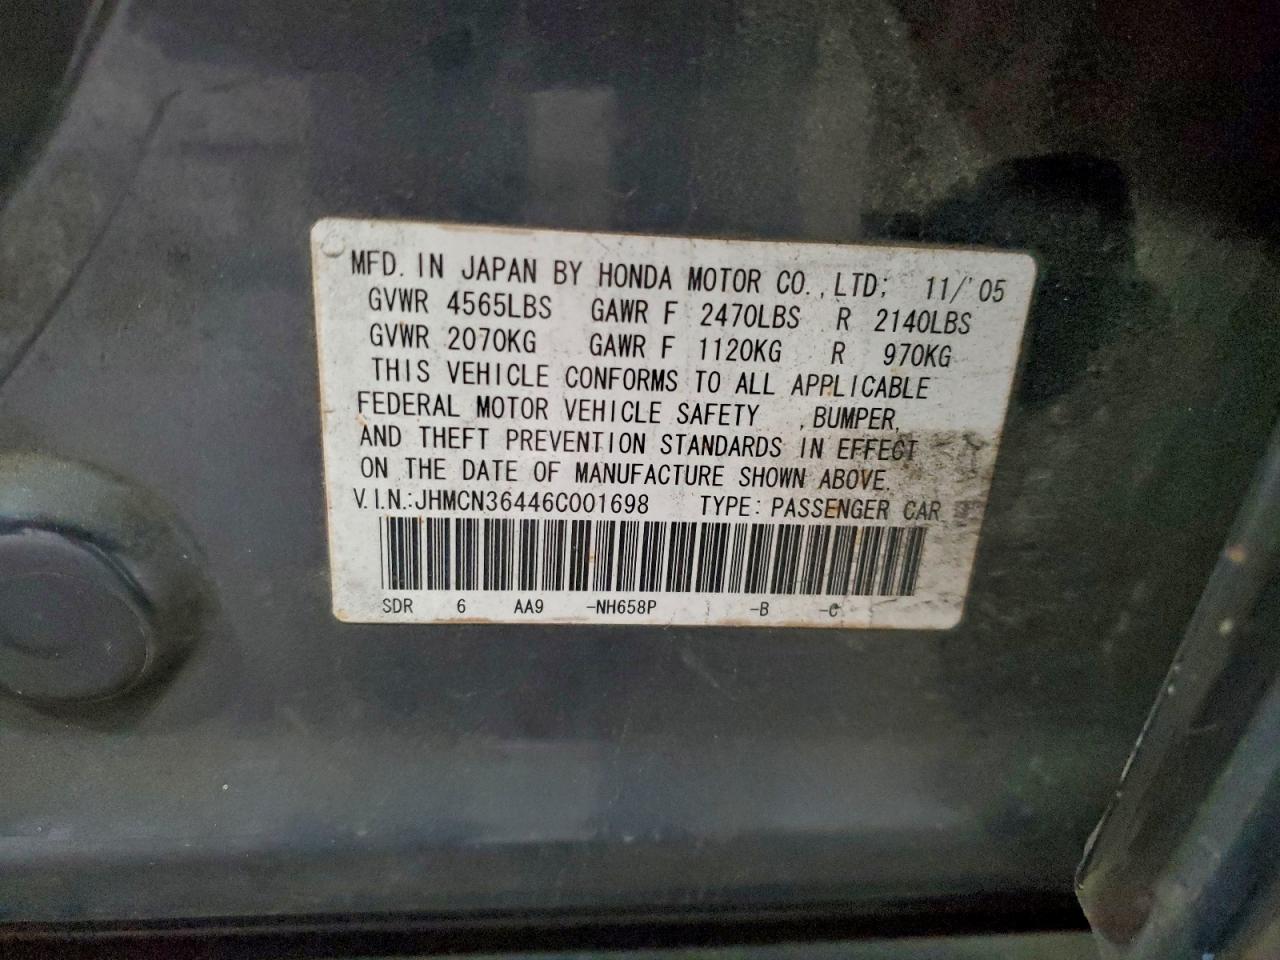 MFD. IN JAPAN BY HONDA MOTOR CO., LTD; 11/'05
GVWR 4565LBS GAWR F 2470LBS R 2140LBS
GVWR 2070KG GAWR F 1120KG R 970KG
THIS VEHICLE CONFORMS TO ALL APPLICABLE
FEDERAL MOTOR VEHICLE SAFETY , BUMPER,
AND THEFT PREVENTION STANDARDS IN EFFECT
ON THE DATE OF MANUFACTURE SHOWN ABOVE.
V.I.N.:JHMCN36446C001698 TYPE: PASSENGER CAR
SDR 6 AA9 -NH658P -B -C